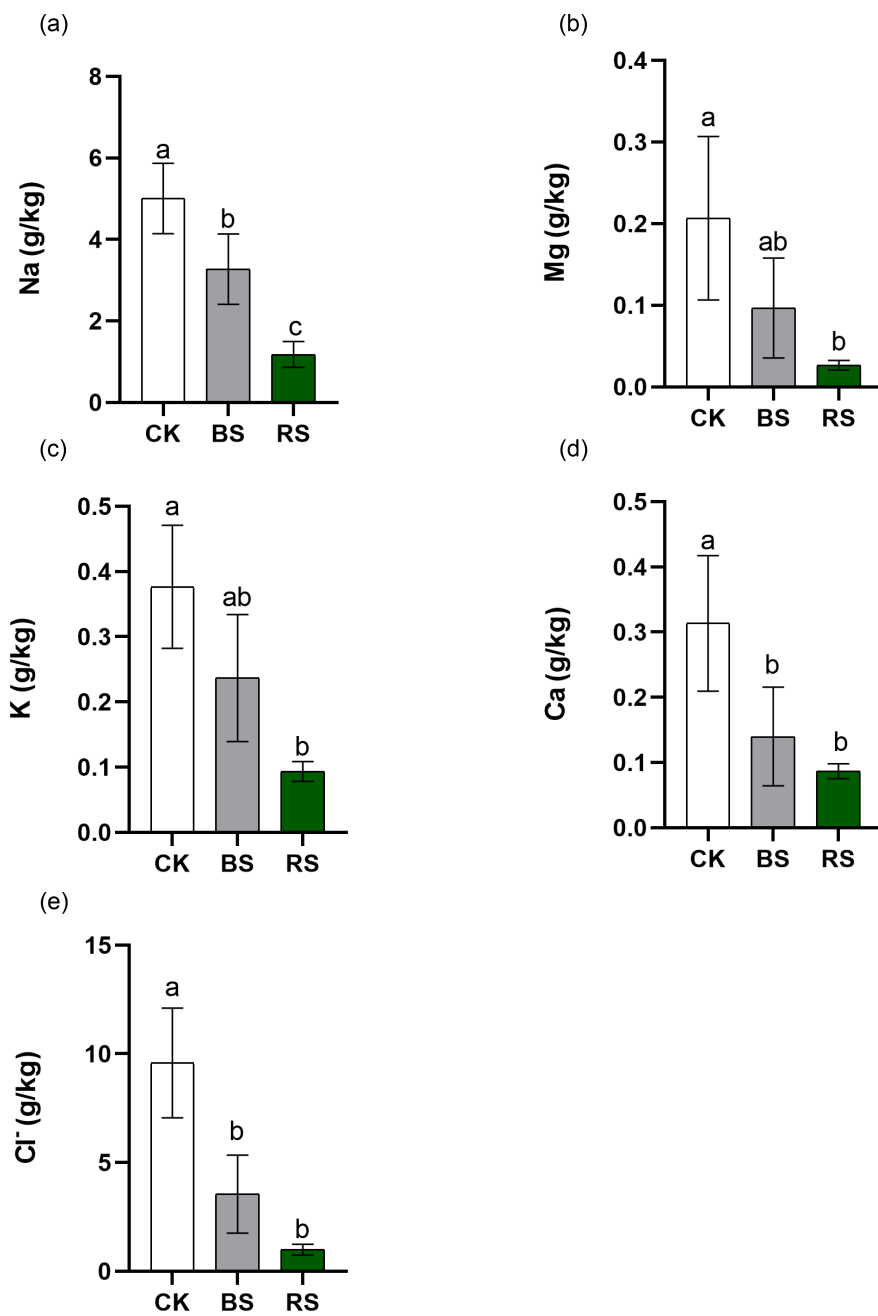 (a)
Na (g/kg)
8
6
4
2
0
a
b
c
CK BS RS
(b)
Mg (g/kg)
0.4
0.3
0.2
0.1
0.0
a
ab
b
CK BS RS
(c)
K (g/kg)
0.5
0.4
0.3
0.2
0.1
0.0
a
ab
b
CK BS RS
(d)
Ca (g/kg)
0.5
0.4
0.3
0.2
0.1
0.0
a
b
b
CK BS RS
(e)
Cl⁻ (g/kg)
15
10
5
0
a
b
b
CK BS RS